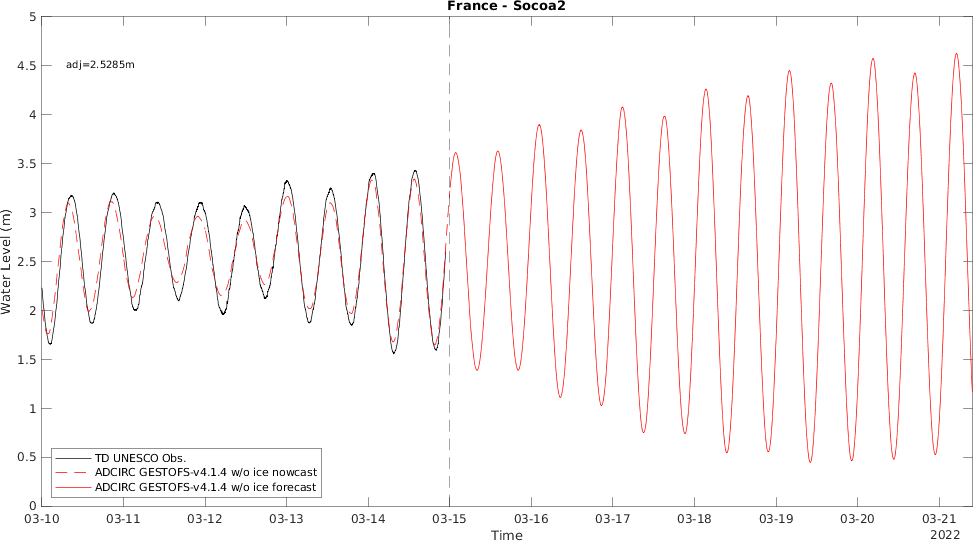 France - Socoa2
5
4.5
4
3.5
3
2.5
2
1.5
1
0.5
0
Water Level (m)
adj=2.5285m
TD UNESCO Obs.
ADCIRC GESTOFS-v4.1.4 w/o ice nowcast
ADCIRC GESTOFS-v4.1.4 w/o ice forecast
03-10 03-11 03-12 03-13 03-14 03-15 03-16 03-17 03-18 03-19 03-20 03-21
2022
Time